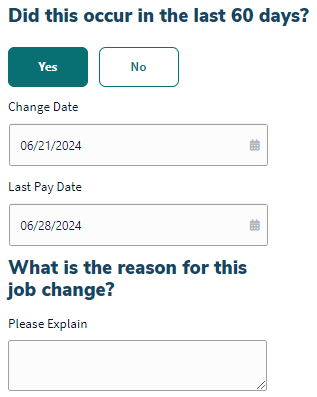 Did this occur in the last 60 days?
Yes
No
Change Date
06/21/2024
Last Pay Date
06/28/2024
What is the reason for this
job change?
Please Explain